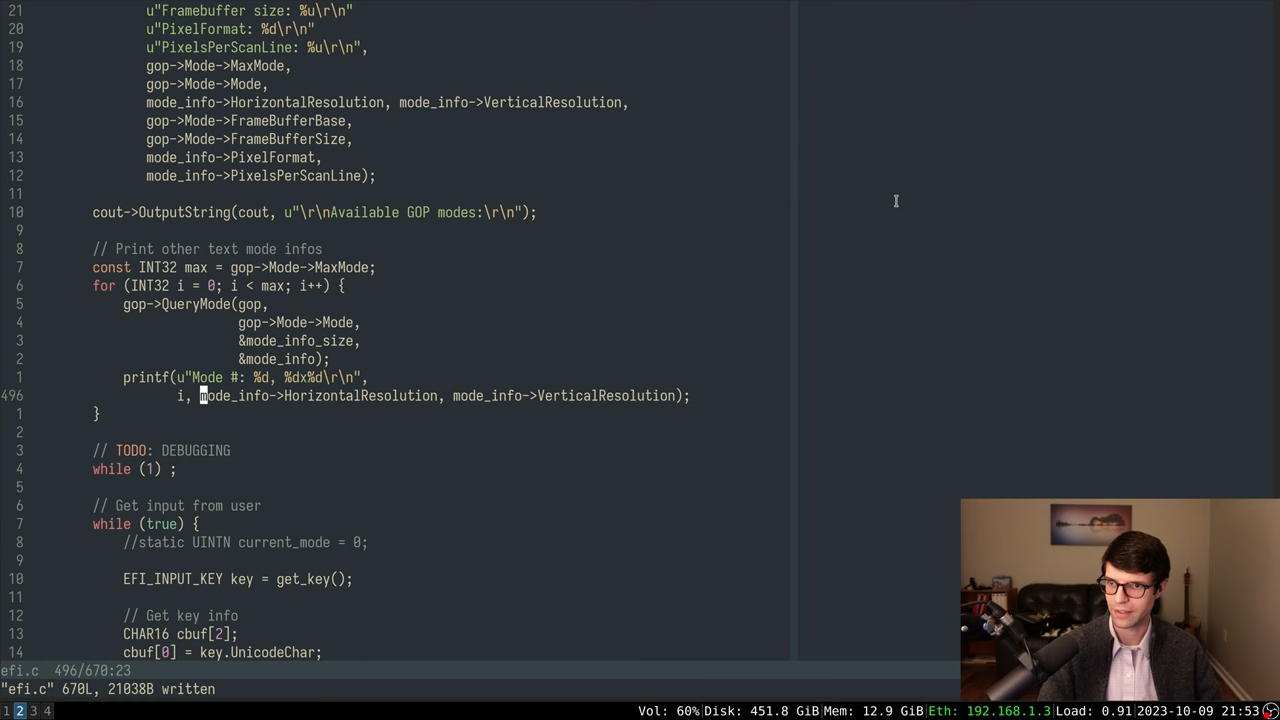 21 u"Framebuffer size: %u\r\n"
20 u"PixelFormat: %d\r\n"
19 u"PixelsPerScanLine: %u\r\n",
18 gop->Mode->MaxMode,
17 gop->Mode->Mode,
16 mode_info->HorizontalResolution, mode_info->VerticalResolution,
15 gop->Mode->FrameBufferBase,
14 gop->Mode->FrameBufferSize,
13 mode_info->PixelFormat,
12 mode_info->PixelsPerScanLine);
11
10 cout->OutputString(cout, u"\r\nAvailable GOP modes:\r\n");
9
8 // Print other text mode infos
7 const INT32 max = gop->Mode->MaxMode;
6 for (INT32 i = 0; i < max; i++) {
5 gop->QueryMode(gop,
4 gop->Mode->Mode,
3 &mode_info_size,
2 &mode_info);
1 printf(u"Mode #: %d, %dx%d\r\n",
496 i, mode_info->HorizontalResolution, mode_info->VerticalResolution);
1 }
2
3 // TODO: DEBUGGING
4 while (1) ;
5
6 // Get input from user
7 while (true) {
8 //static UINTN current_mode = 0;
9
10 EFI_INPUT_KEY key = get_key();
11
12 // Get key info
13 CHAR16 cbuf[2];
14 cbuf[0] = key.UnicodeChar;
efi.c 496/670:23
"efi.c" 670L, 21038B written
1 2 3 4 Vol: 60%|Disk: 451.8 GiB|Mem: 12.9 GiB|Eth: 192.168.1.3|Load: 0.91|2023-10-09 21:53